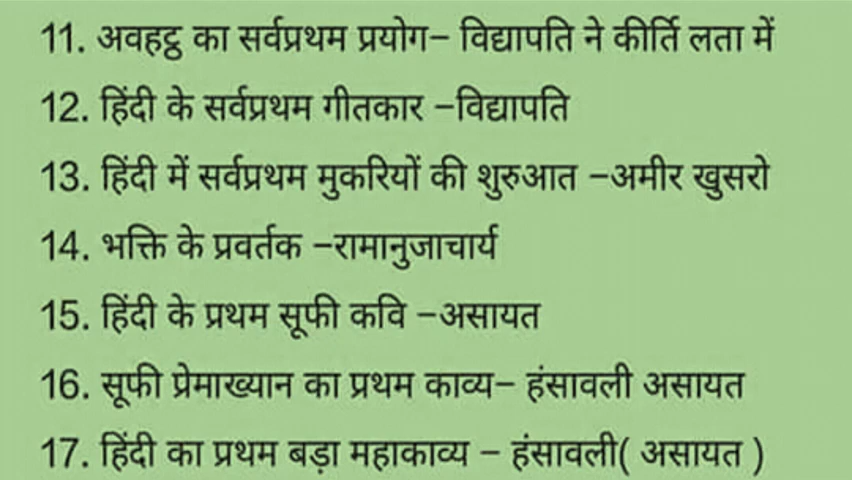 11. अवहट्ठ का सर्वप्रथम प्रयोग– विद्यापति ने कीर्ति लता में
12. हिंदी के सर्वप्रथम गीतकार –विद्यापति
13. हिंदी में सर्वप्रथम मुकरियों की शुरुआत –अमीर खुसरो
14. भक्ति के प्रवर्तक –रामानुजाचार्य
15. हिंदी के प्रथम सूफी कवि –असायत
16. सूफी प्रेमाख्यान का प्रथम काव्य– हंसावली असायत
17. हिंदी का प्रथम बड़ा महाकाव्य – हंसावली( असायत )